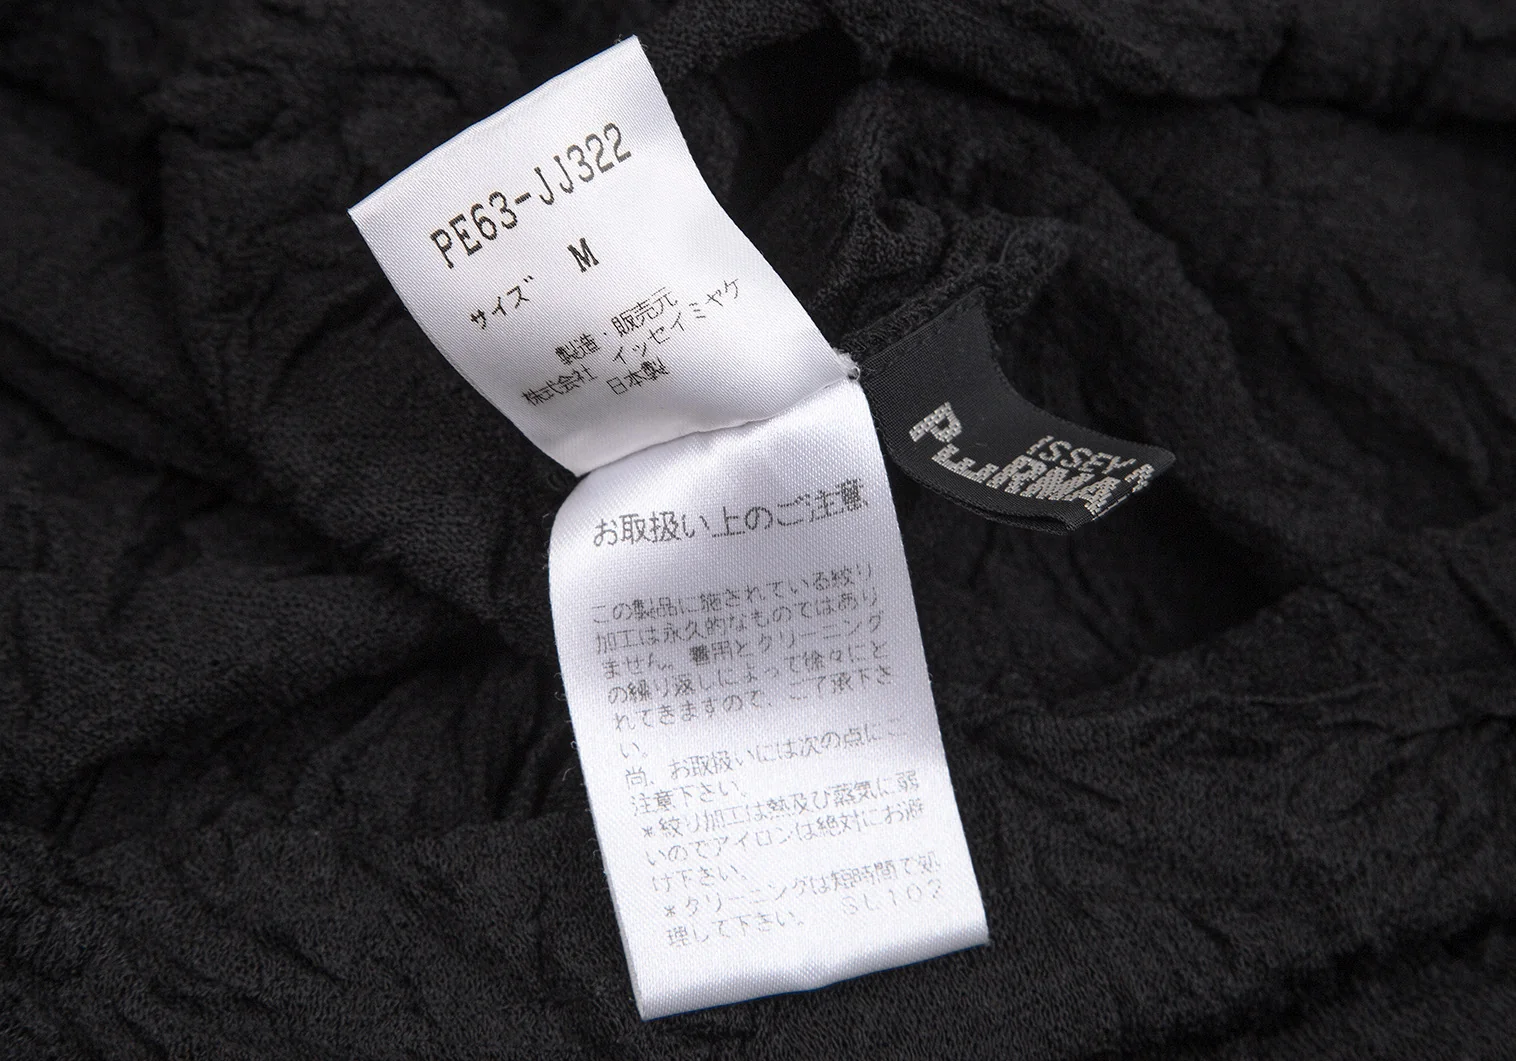 PE63-JJ322
サイズ M
製造・販売元
株式会社 イッセイミヤケ
日本製
お取扱い上のご注意
この製品に施されている絞り
加工は永久的なものではあり
ません。着用とクリーニング
の繰り返しによって徐々にと
れてきますので、ご了承下さ
い。
尚、お取扱いには次の点にご
注意下さい。
*絞り加工は熱及び蒸気に弱
いのでアイロンは絶対にお避
け下さい。
*クリーニングは短時間で処
理して下さい。 SL102
ISSEY
PERMA